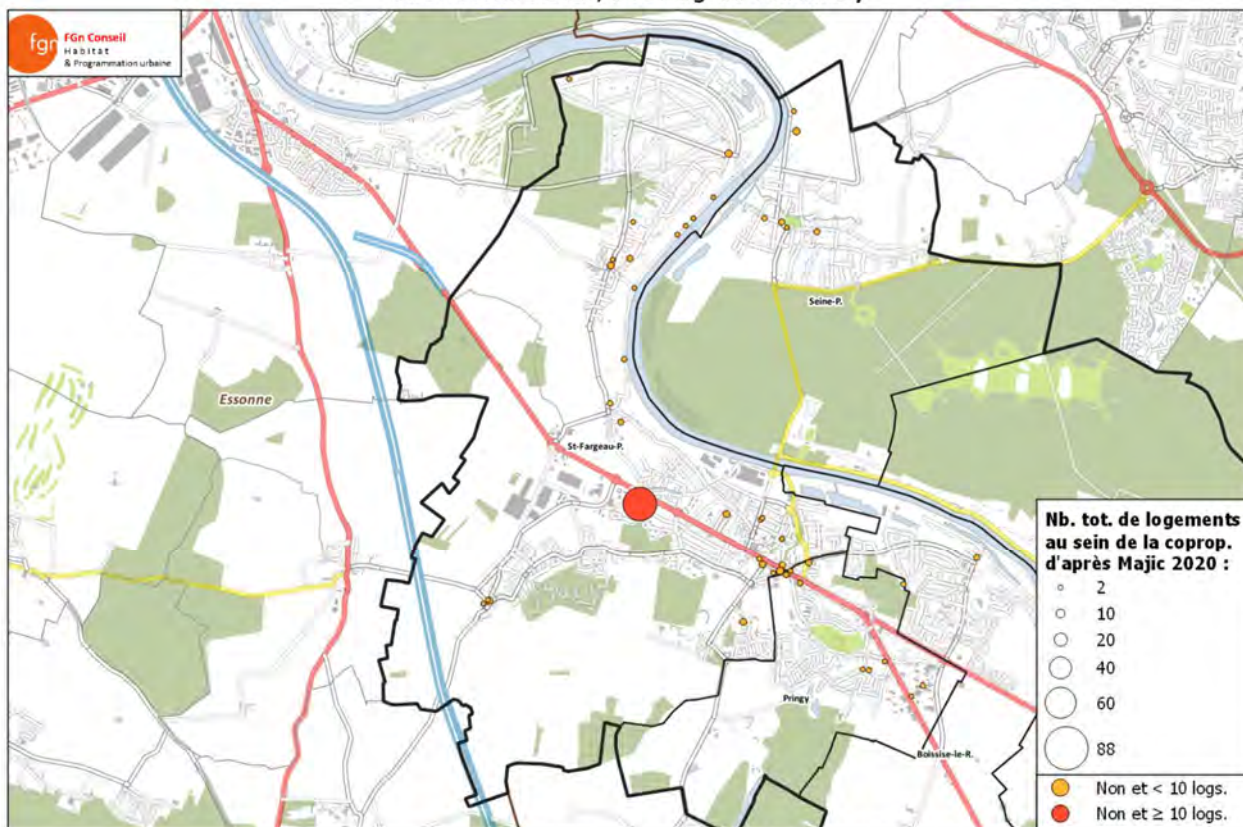 fgn
FGn Conseil
Habitat
& Programmation urbaine
Seine-P.
Essonne
St-Fargeau-P.
Nb. tot. de logements
au sein de la coprop.
d'après Majic 2020 :
2
10
20
40
60
88
Pringy
Boissise-le-R.
Non et < 10 logs.
Non et ≥ 10 logs.